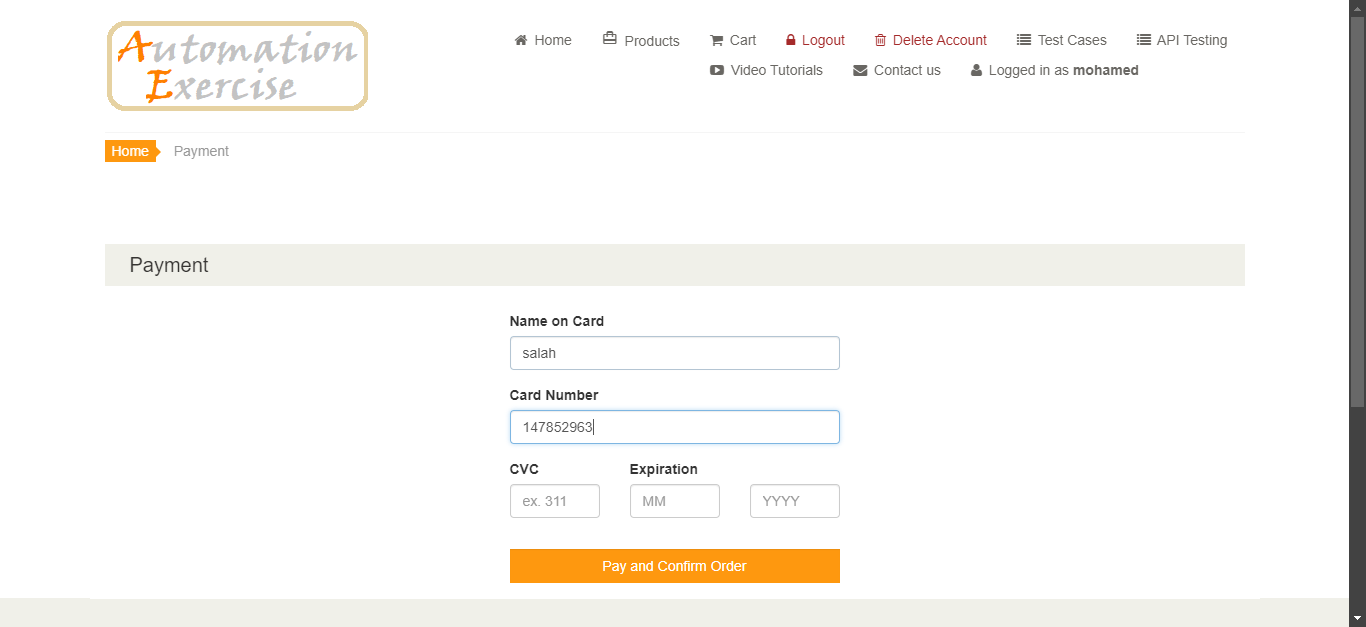 Automation
Exercise
Home Products Cart Logout Delete Account Test Cases API Testing
Video Tutorials Contact us Logged in as mohamed
Home Payment
Payment
Name on Card
salah
Card Number
147852963
CVC Expiration
ex. 311 MM YYYY
Pay and Confirm Order